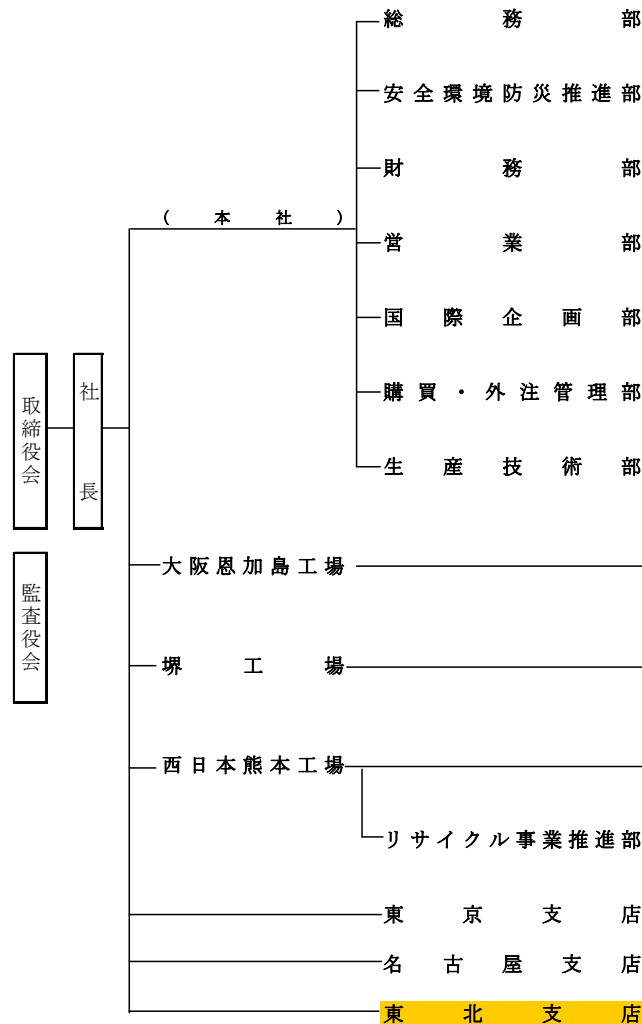 総務部
安全環境防災推進部
財務部
（本社）
営業部
国際企画部
取締役会
社長
購買・外注管理部
生産技術部
大阪恩加島工場
監査役会
堺工場
西日本熊本工場
リサイクル事業推進部
東京支店
名古屋支店
東北支店